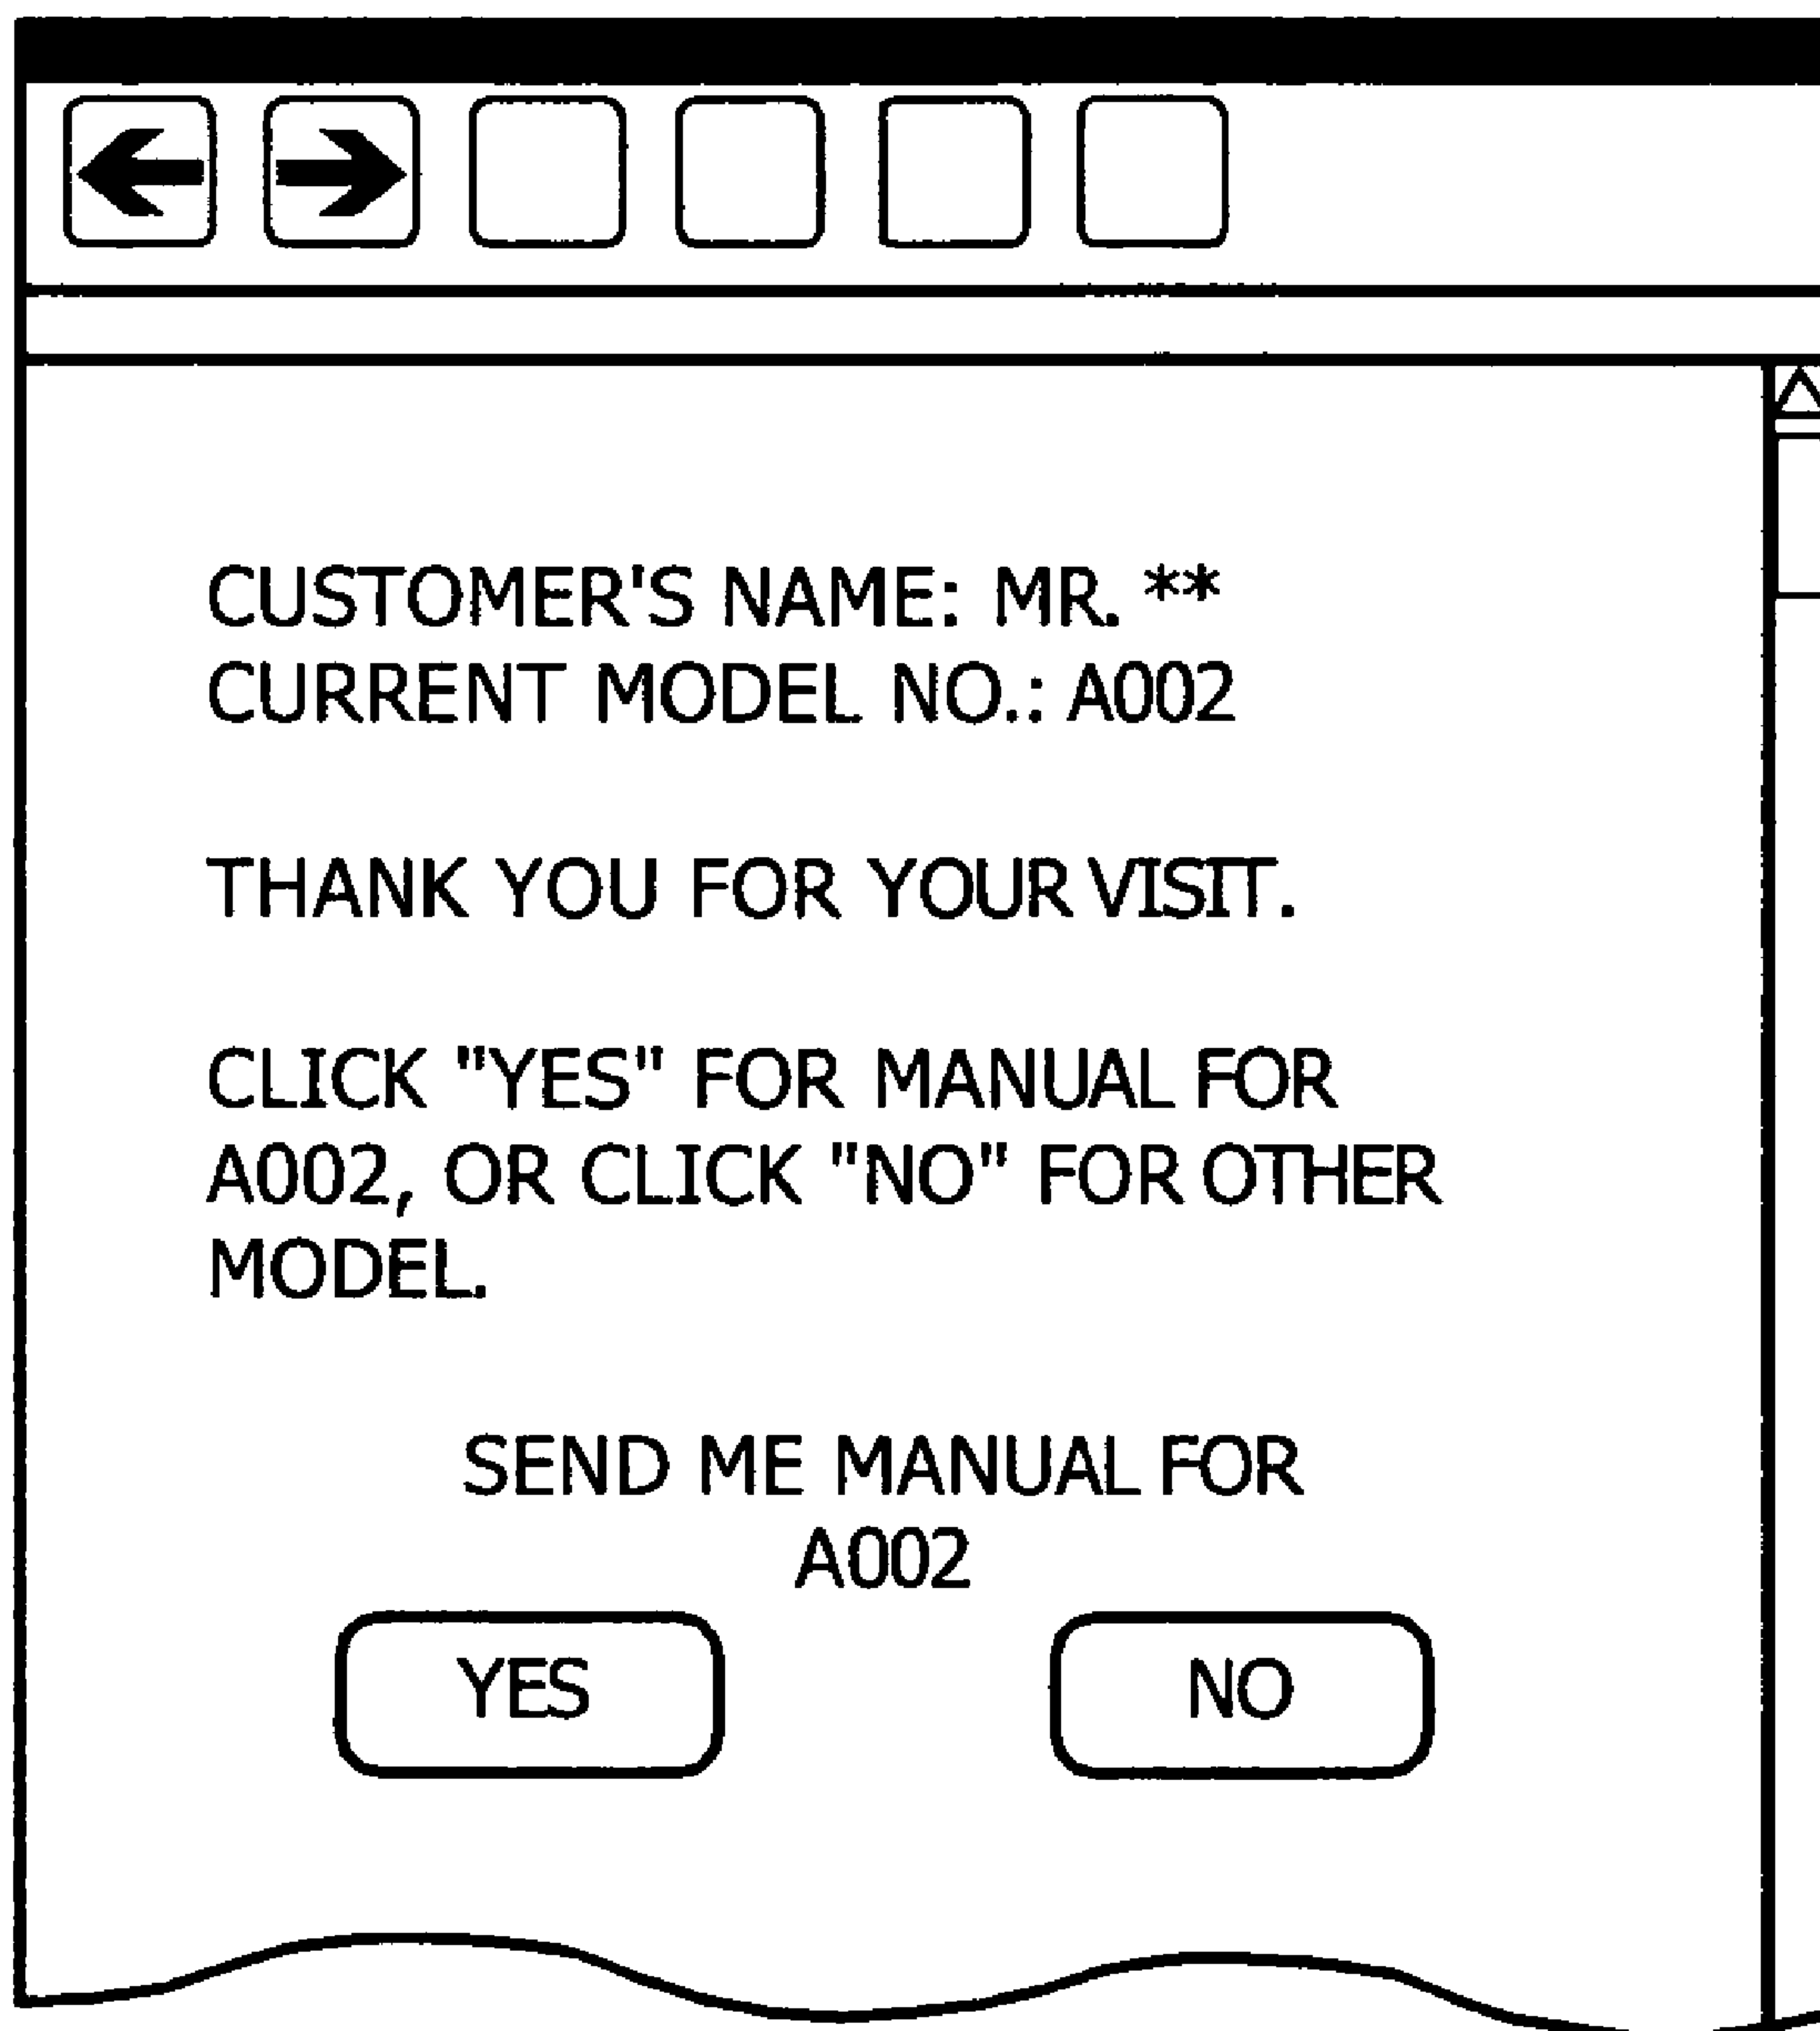 CUSTOMER'S NAME: MR. **
CURRENT MODEL NO.: A002
THANK YOU FOR YOUR VISIT.
CLICK "YES" FOR MANUAL FOR
A002, OR CLICK "NO" FOR OTHER
MODEL.
SEND ME MANUAL FOR
A002
YES
NO